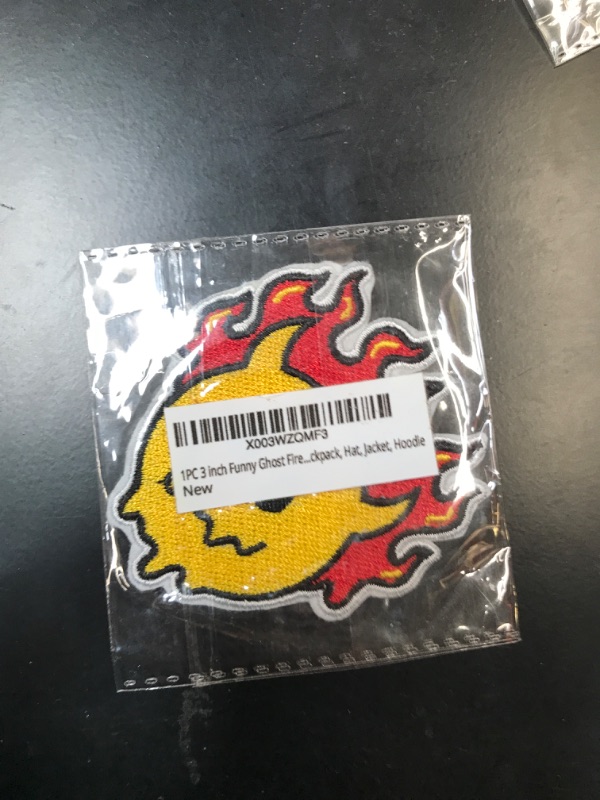 X003WZQMF3
1PC 3 inch Funny Ghost Fire...ckpack, Hat, Jacket, Hoodie
New